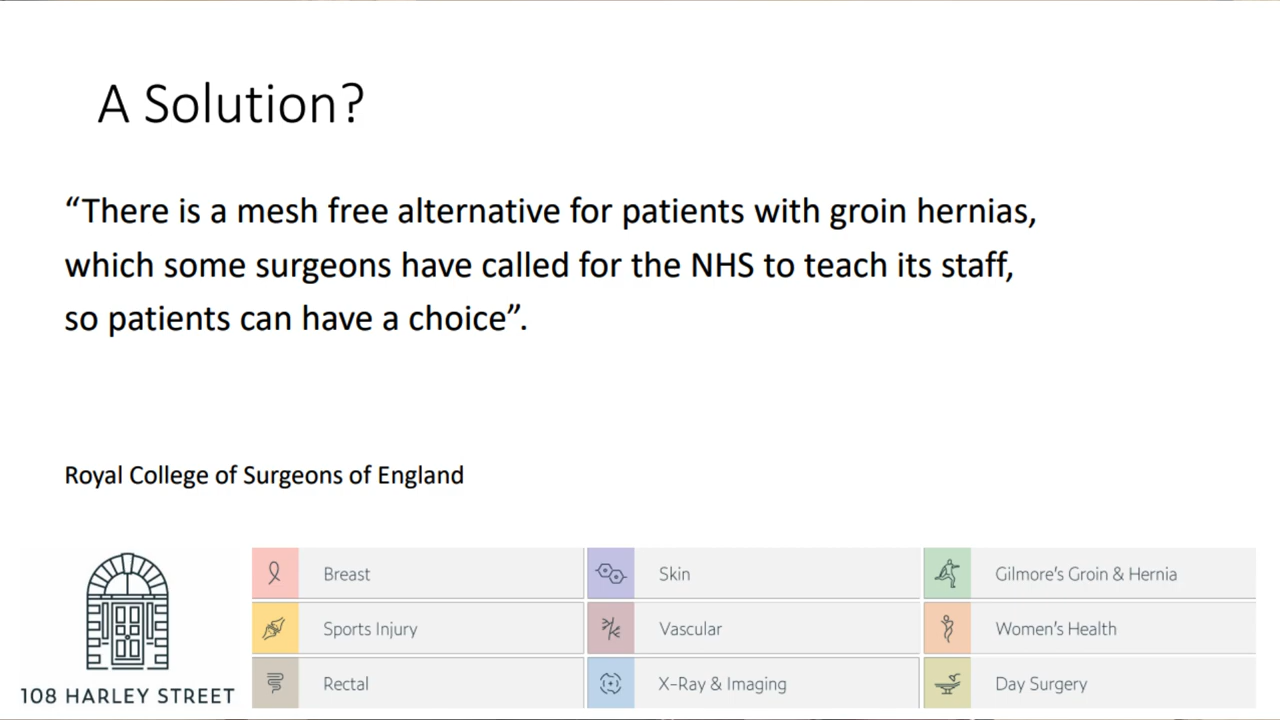 A Solution?
“There is a mesh free alternative for patients with groin hernias,
which some surgeons have called for the NHS to teach its staff,
so patients can have a choice”.
Royal College of Surgeons of England
108 HARLEY STREET
Breast
Skin
Gilmore’s Groin & Hernia
Sports Injury
Vascular
Women’s Health
Rectal
X-Ray & Imaging
Day Surgery